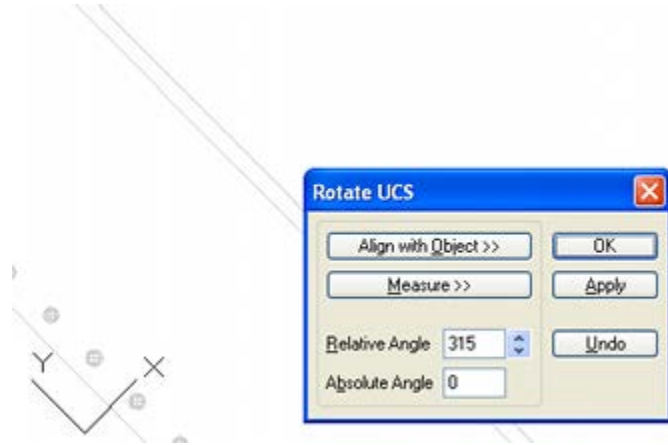 Rotate UCS
Align with Object >>
OK
Measure >>
Apply
Relative Angle 315
Undo
Absolute Angle 0
Y
X